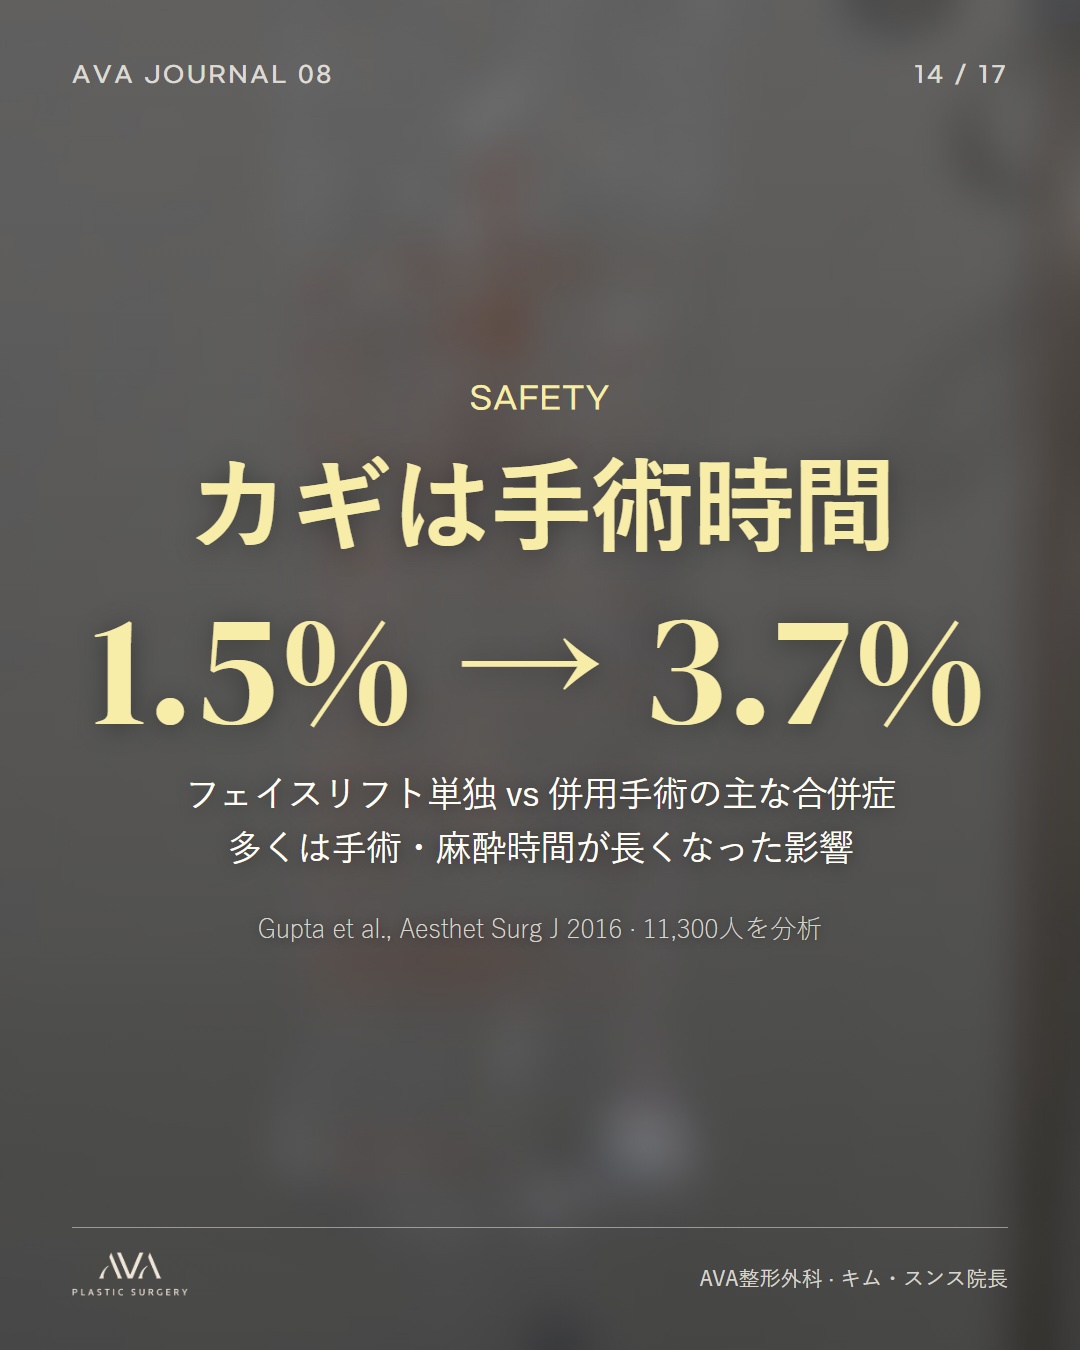 AVA JOURNAL 08
14 / 17
SAFETY
カギは手術時間
1.5% → 3.7%
フェイスリフト単独 vs 併用手術の主な合併症
多くは手術・麻酔時間が長くなった影響
Gupta et al., Aesthet Surg J 2016 · 11,300人を分析
AVA
PLASTIC SURGERY
AVA整形外科 · キム・スンス院長